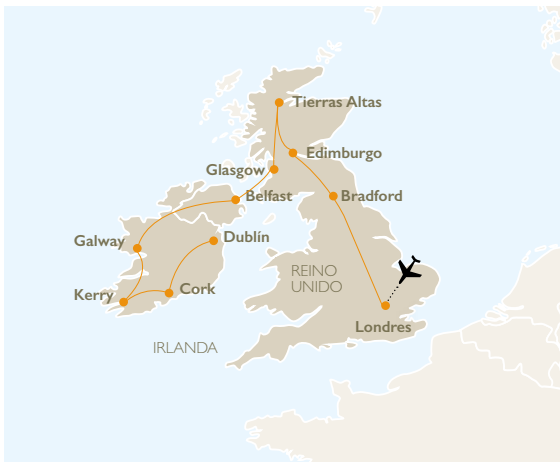 Tierras Altas
Edimburgo
Glasgow
Bradford
Belfast
Dublín
Galway
REINO
UNIDO
Cork
Kerry
Londres
IRLANDA